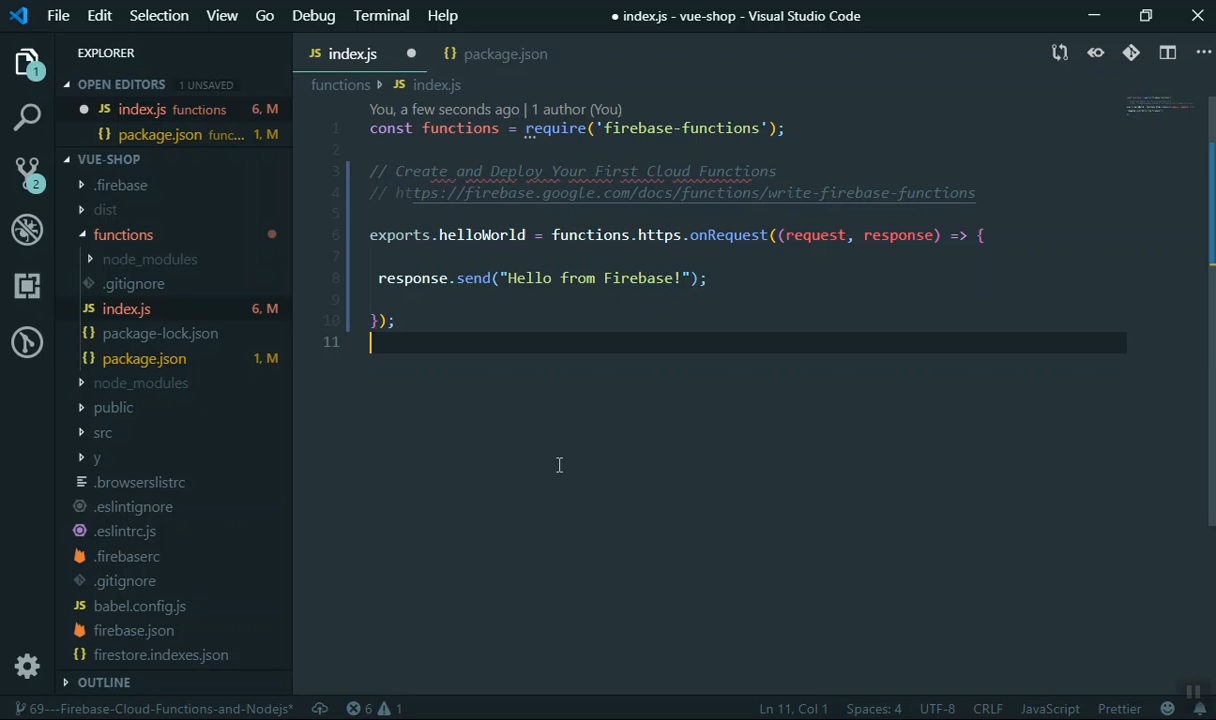 File Edit Selection View Go Debug Terminal Help
● index.js - vue-shop - Visual Studio Code
1
2
EXPLORER
OPEN EDITORS 1 UNSAVED
● JS index.js functions 6, M
{} package.json func... 1, M
VUE-SHOP
.firebase
dist
functions
node_modules
.gitignore
JS index.js 6, M
{} package-lock.json
{} package.json 1, M
node_modules
public
src
y
.browserslistrc
.eslintignore
.eslintrc.js
.firebaserc
.gitignore
JS babel.config.js
firebase.json
{} firestore.indexes.json
OUTLINE
JS index.js ● {} package.json
functions JS index.js
You, a few seconds ago | 1 author (You)
1 const functions = require('firebase-functions');
2
3 // Create and Deploy Your First Cloud Functions
4 // https://firebase.google.com/docs/functions/write-firebase-functions
5
6 exports.helloWorld = functions.https.onRequest((request, response) => {
7
8 response.send("Hello from Firebase!");
9
10 });
11
69---Firebase-Cloud-Functions-and-Nodejs* 6 1 Ln 11, Col 1 Spaces: 4 UTF-8 CRLF JavaScript Prettier